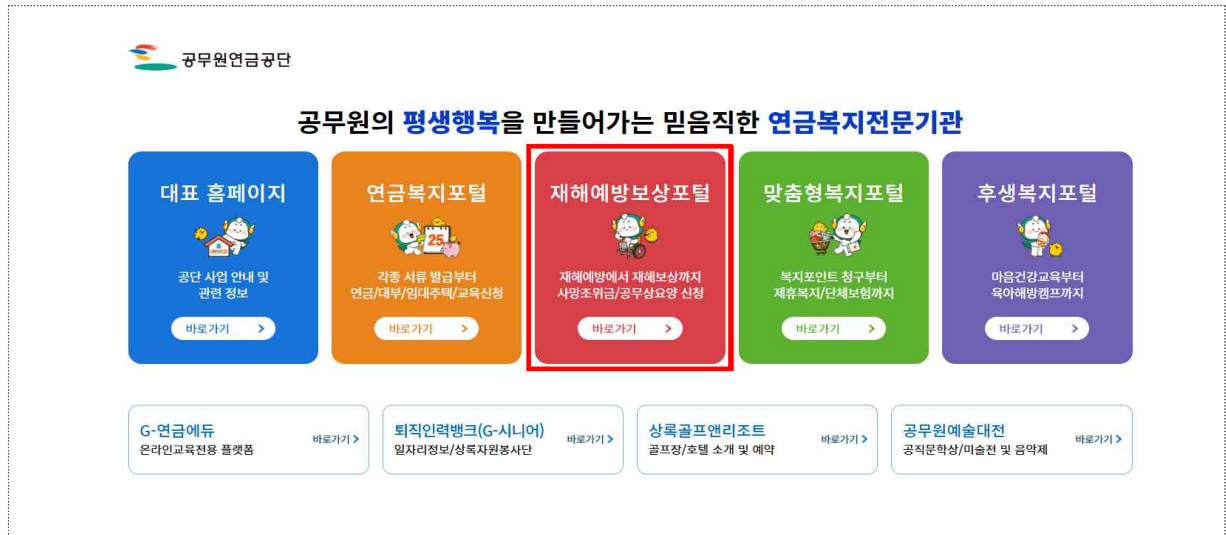 공무원연금공단
공무원의 평생행복을 만들어가는 믿음직한 연금복지전문기관
대표 홈페이지
공단 사업 안내 및
관련 정보
바로가기 >
연금복지포털
25
각종 서류 발급부터
연금/대부/임대주택/교육신청
바로가기 >
재해예방보상포털
재해예방에서 재해보상까지
사망조위금/공무상요양 신청
바로가기 >
맞춤형복지포털
복지포인트 청구부터
제휴복지/단체보험까지
바로가기 >
후생복지포털
마음건강교육부터
육아해방캠프까지
바로가기 >
G-연금에듀
온라인교육전용 플랫폼
바로가기 >
퇴직인력뱅크(G-시니어)
일자리정보/상록자원봉사단
바로가기 >
상록골프앤리조트
골프장/호텔 소개 및 예약
바로가기 >
공무원예술대전
공직문학상/미술전 및 음악제
바로가기 >